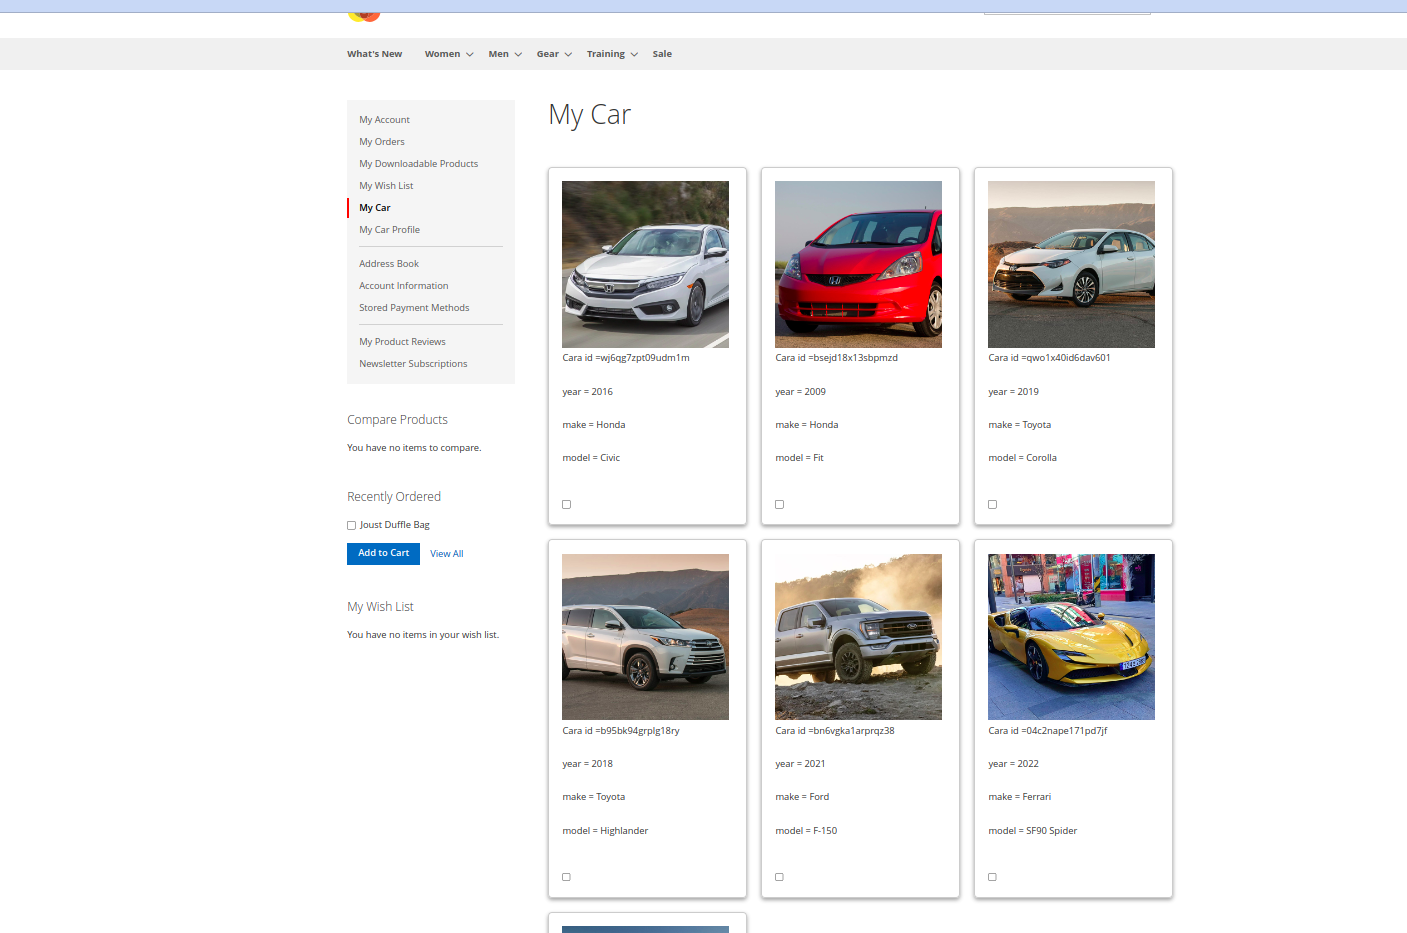 What's New
Women
Men
Gear
Training
Sale
My Account
My Orders
My Downloadable Products
My Wish List
My Car
My Car Profile
Address Book
Account Information
Stored Payment Methods
My Product Reviews
Newsletter Subscriptions
Compare Products
You have no items to compare.
Recently Ordered
Joust Duffle Bag
Add to Cart
View All
My Wish List
You have no items in your wish list.
My Car
Cara id =wj6qg7zpt09udm1m
year = 2016
make = Honda
model = Civic
Cara id =bsejd18x13sbpmzd
year = 2009
make = Honda
model = Fit
Cara id =qwo1x40id6dav601
year = 2019
make = Toyota
model = Corolla
Cara id =b95bk94grplg18ry
year = 2018
make = Toyota
model = Highlander
Cara id =bn6vgka1arprqz38
year = 2021
make = Ford
model = F-150
Cara id =04c2nape171pd7jf
year = 2022
make = Ferrari
model = SF90 Spider